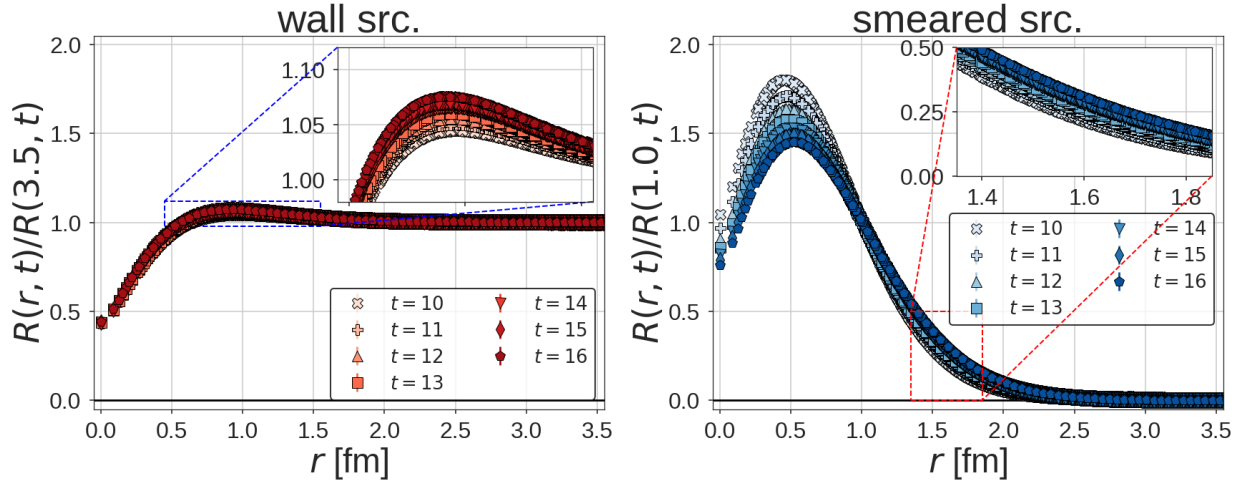 wall src.
R(r, t)/R(3.5, t)
2.0
1.5
1.0
0.5
0.0
1.10
1.05
1.00
t = 10
t = 11
t = 12
t = 13
t = 14
t = 15
t = 16
0.0 0.5 1.0 1.5 2.0 2.5 3.0 3.5
r [fm]
smeared src.
R(r, t)/R(1.0, t)
2.0
1.5
1.0
0.5
0.0
0.50
0.25
0.00
1.4 1.6 1.8
t = 10
t = 11
t = 12
t = 13
t = 14
t = 15
t = 16
0.0 0.5 1.0 1.5 2.0 2.5 3.0 3.5
r [fm]